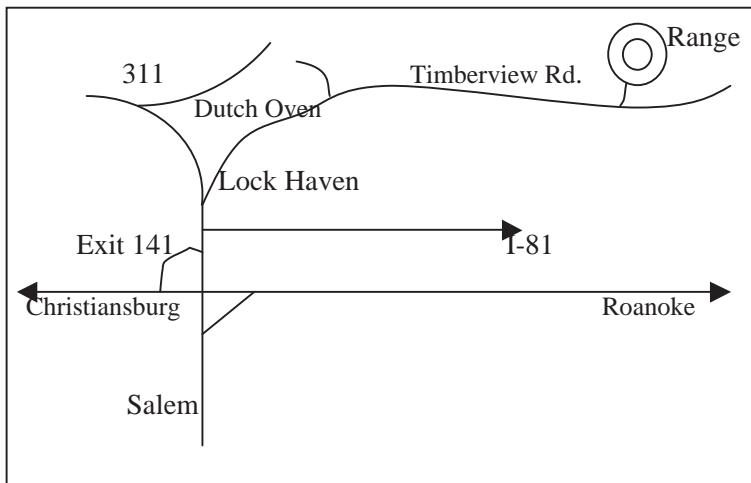 Range
311
Timberview Rd.
Dutch Oven
Lock Haven
Exit 141
I-81
Christiansburg
Roanoke
Salem